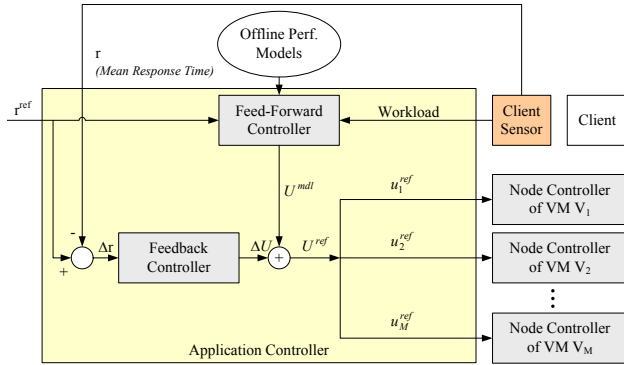 Offline Perf.
Models
r
(Mean Response Time)
r^ref
Feed-Forward
Controller
Workload
Client
Sensor
Client
U^mdl
u_1^ref
Node Controller
of VM V_1
-
+
Δr
Feedback
Controller
ΔU
+
U^ref
u_2^ref
Node Controller
of VM V_2
u_M^ref
Node Controller
of VM V_M
Application Controller